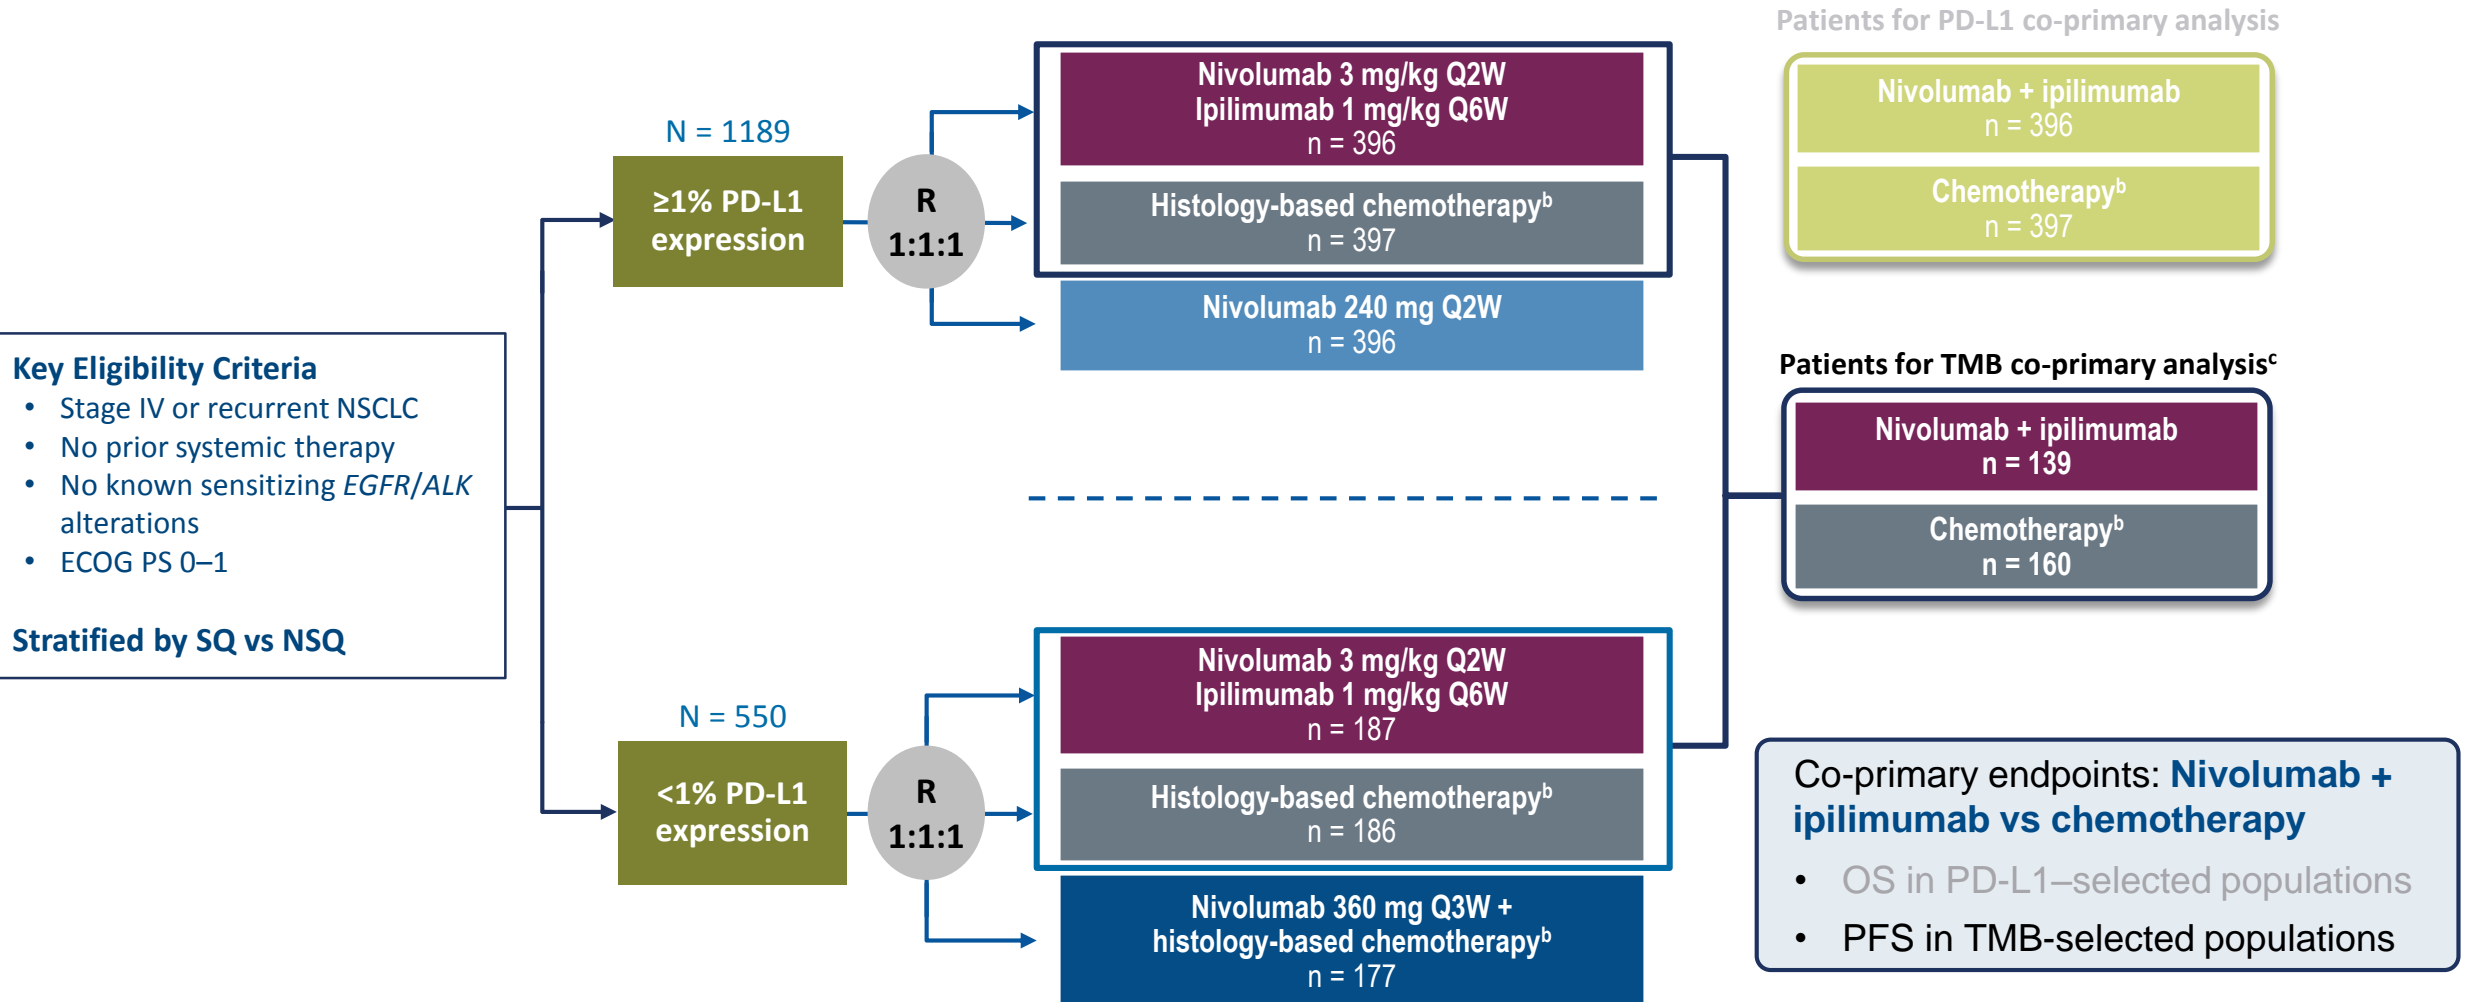 Key Eligibility Criteria
• Stage IV or recurrent NSCLC
• No prior systemic therapy
• No known sensitizing EGFR/ALK
alterations
• ECOG PS 0–1
Stratified by SQ vs NSQ
N = 1189
≥1% PD-L1
expression
R
1:1:1
Nivolumab 3 mg/kg Q2W
Ipilimumab 1 mg/kg Q6W
n = 396
Histology-based chemotherapyᵇ
n = 397
Nivolumab 240 mg Q2W
n = 396
N = 550
<1% PD-L1
expression
R
1:1:1
Nivolumab 3 mg/kg Q2W
Ipilimumab 1 mg/kg Q6W
n = 187
Histology-based chemotherapyᵇ
n = 186
Nivolumab 360 mg Q3W +
histology-based chemotherapyᵇ
n = 177
Patients for PD-L1 co-primary analysis
Nivolumab + ipilimumab
n = 396
Chemotherapyᵇ
n = 397
Patients for TMB co-primary analysisᶜ
Nivolumab + ipilimumab
n = 139
Chemotherapyᵇ
n = 160
Co-primary endpoints: Nivolumab +
ipilimumab vs chemotherapy
• OS in PD-L1–selected populations
• PFS in TMB-selected populations